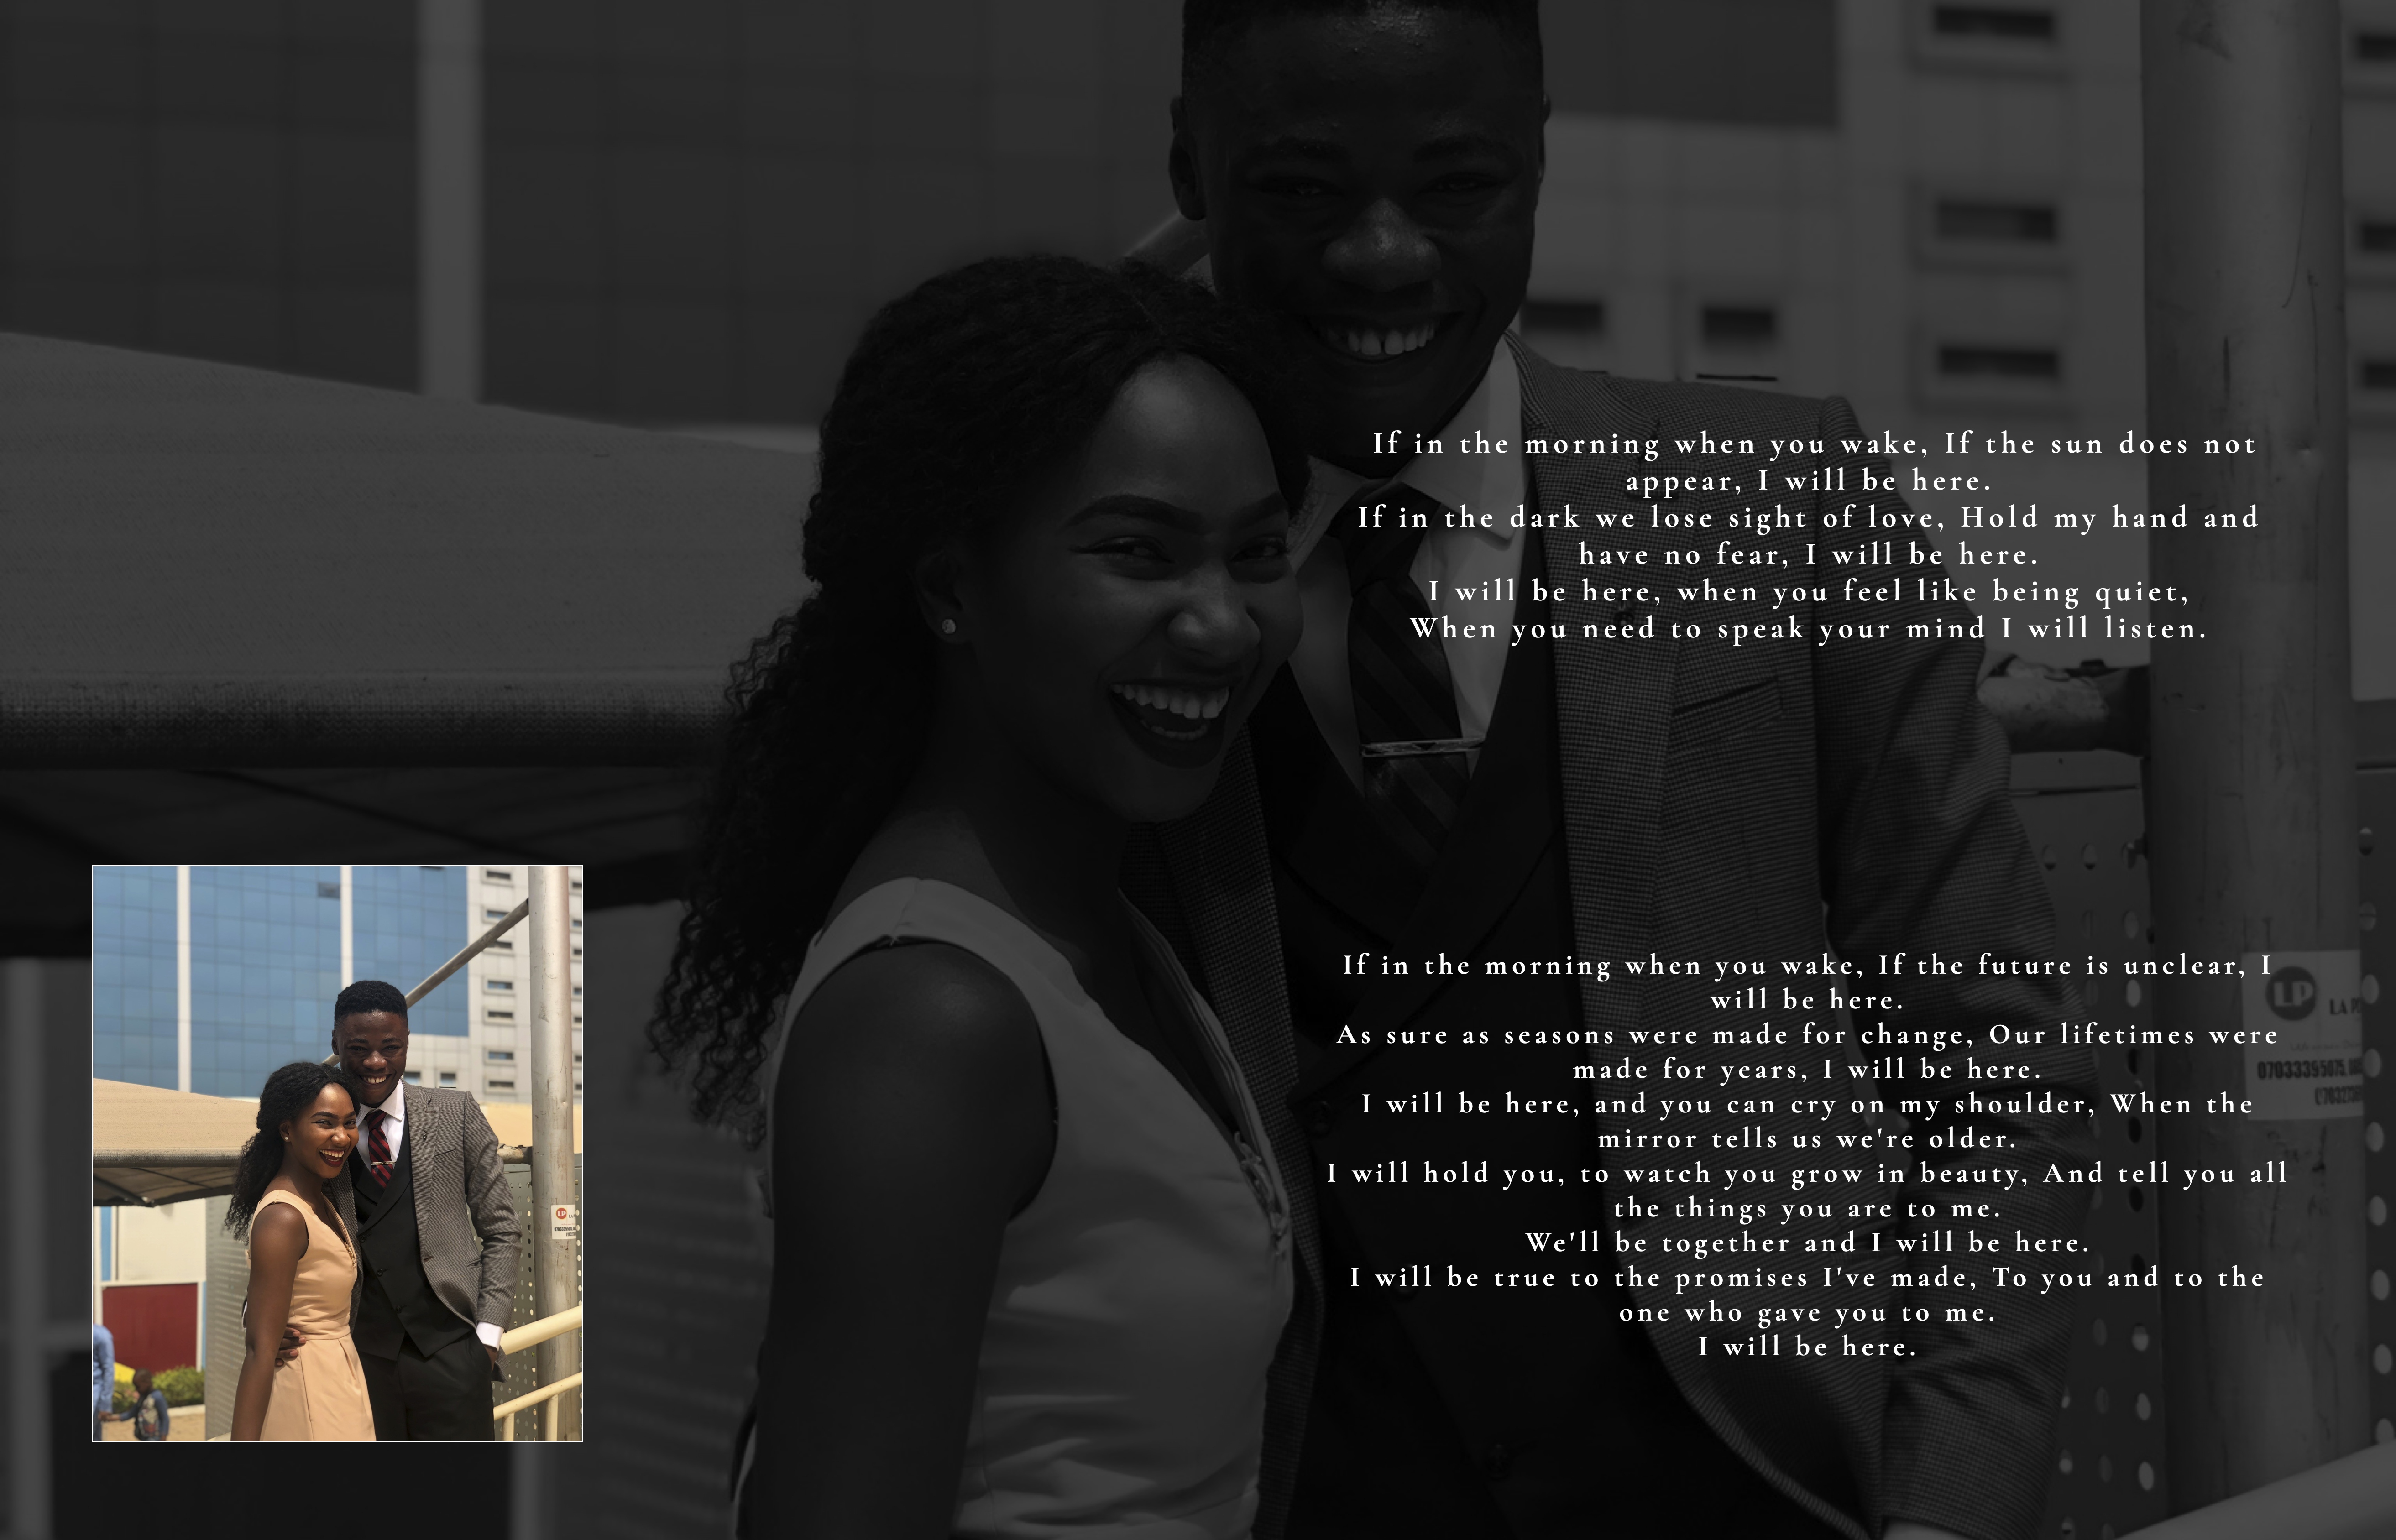 If in the morning when you wake, If the sun does not
appear, I will be here.
If in the dark we lose sight of love, Hold my hand and
have no fear, I will be here.
I will be here, when you feel like being quiet,
When you need to speak your mind I will listen.
If in the morning when you wake, If the future is unclear, I
will be here.
As sure as seasons were made for change, Our lifetimes were
made for years, I will be here.
I will be here, and you can cry on my shoulder, When the
mirror tells us we're older.
I will hold you, to watch you grow in beauty, And tell you all
the things you are to me.
We'll be together and I will be here.
I will be true to the promises I've made, To you and to the
one who gave you to me.
I will be here.
LP
LA
07033355075,
LP